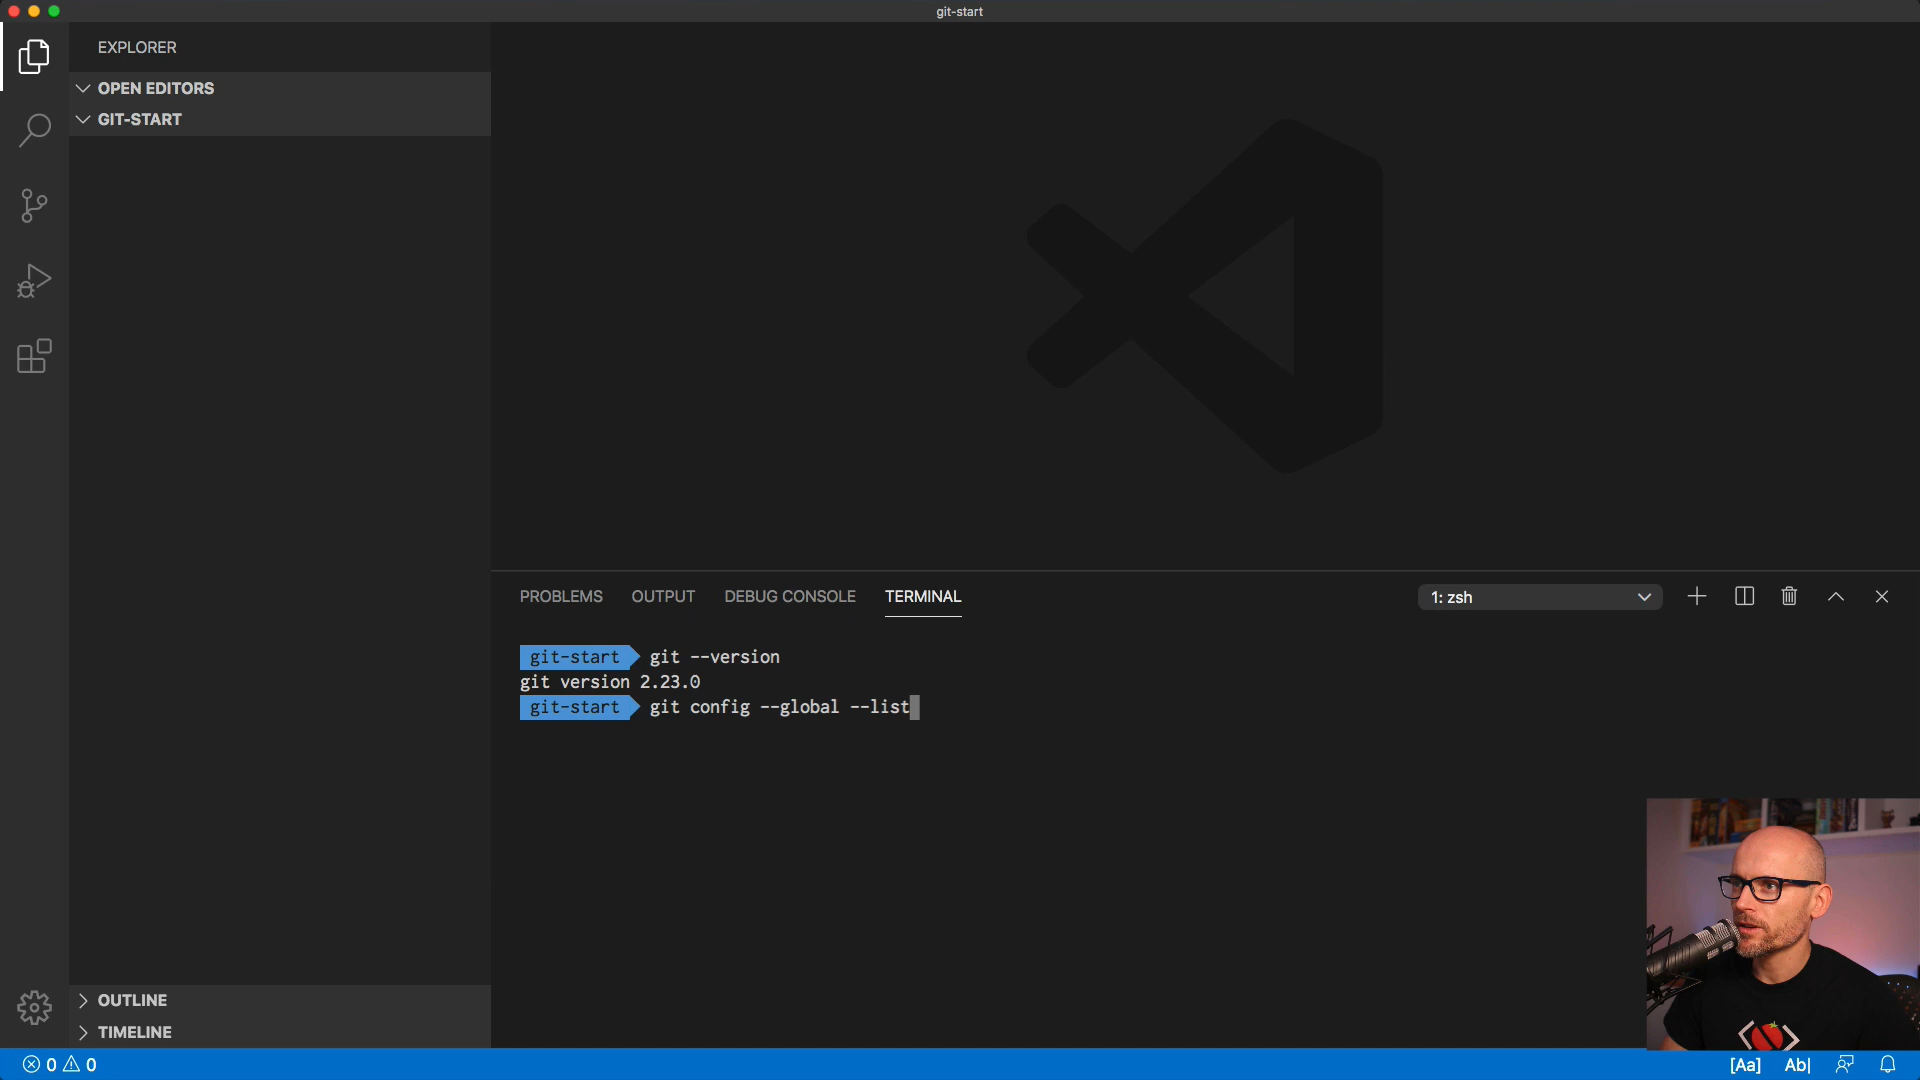 git-start
EXPLORER
OPEN EDITORS
GIT-START
PROBLEMS OUTPUT DEBUG CONSOLE TERMINAL 1: zsh
git-start git --version
git version 2.23.0
git-start git config --global --list
OUTLINE
TIMELINE
0 0 [Aa] Ab|